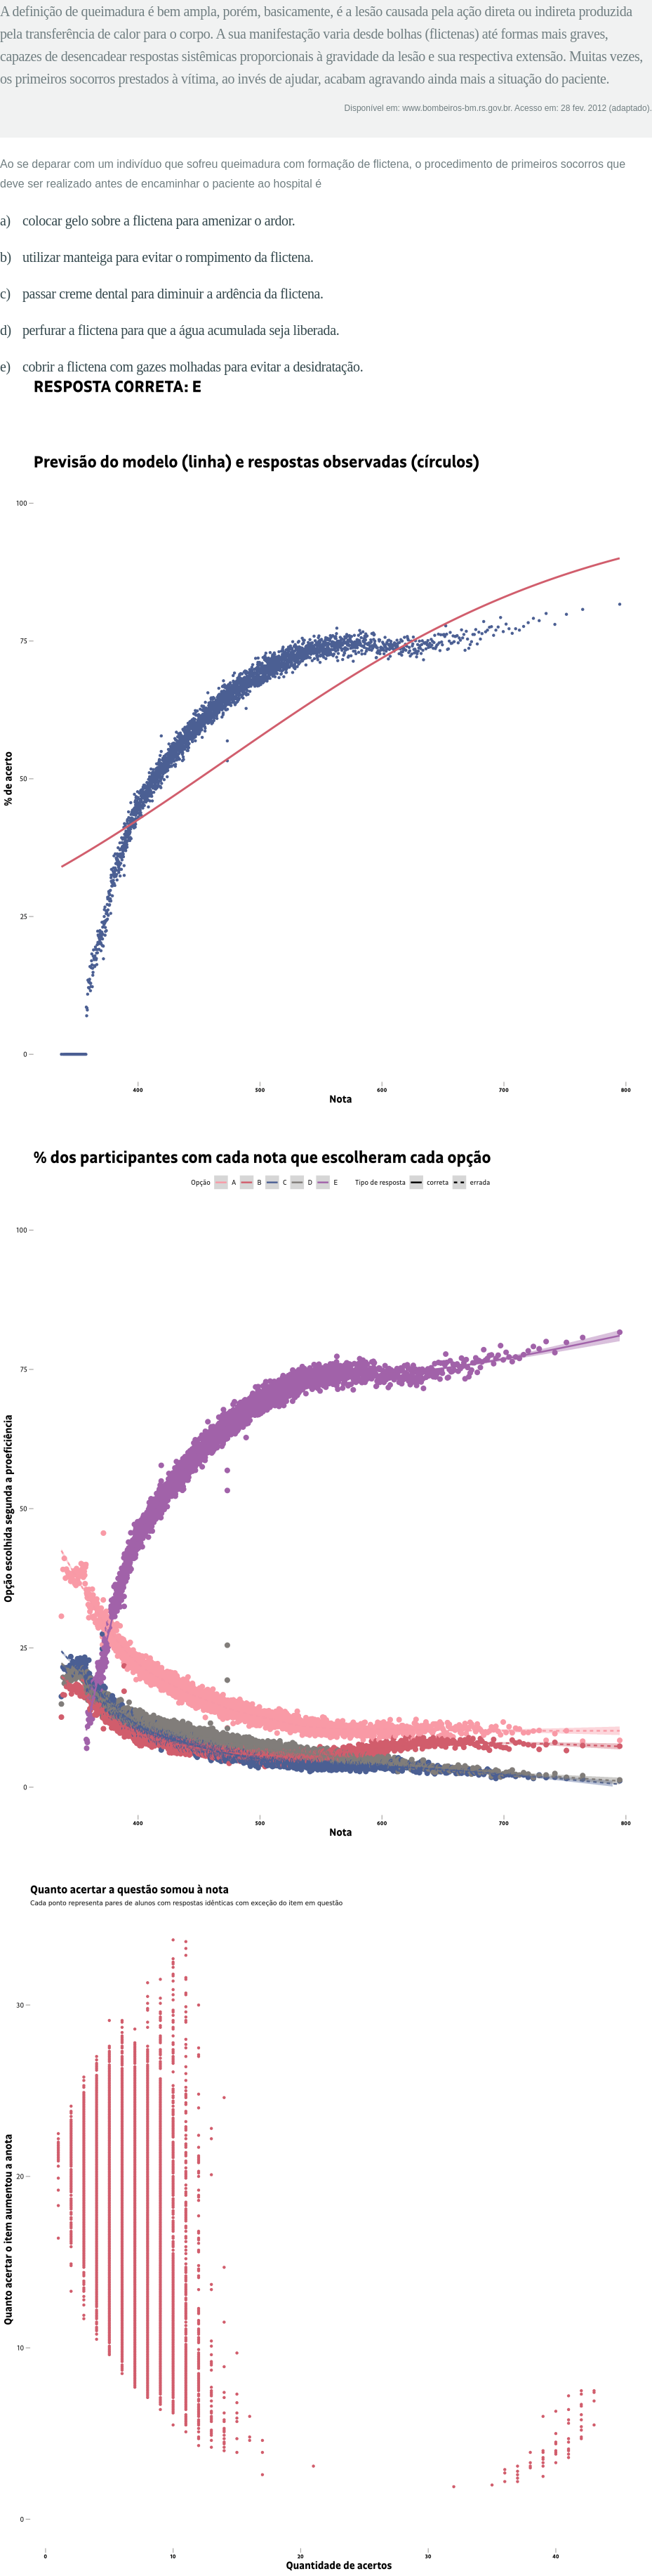 A definição de queimadura é bem ampla, porém, basicamente, é a lesão causada pela ação direta ou indireta produzida
pela transferência de calor para o corpo. A sua manifestação varia desde bolhas (flictenas) até formas mais graves,
capazes de desencadear respostas sistêmicas proporcionais à gravidade da lesão e sua respectiva extensão. Muitas vezes,
os primeiros socorros prestados à vítima, ao invés de ajudar, acabam agravando ainda mais a situação do paciente.
Disponível em: www.bombeiros-bm.rs.gov.br. Acesso em: 28 fev. 2012 (adaptado).
Ao se deparar com um indivíduo que sofreu queimadura com formação de flictena, o procedimento de primeiros socorros que
deve ser realizado antes de encaminhar o paciente ao hospital é
a) colocar gelo sobre a flictena para amenizar o ardor.
b) utilizar manteiga para evitar o rompimento da flictena.
c) passar creme dental para diminuir a ardência da flictena.
d) perfurar a flictena para que a água acumulada seja liberada.
e) cobrir a flictena com gazes molhadas para evitar a desidratação.
RESPOSTA CORRETA: E
Previsão do modelo (linha) e respostas observadas (círculos)
100
75
50
25
0
% de acerto
400 500 600 700 800
Nota
% dos participantes com cada nota que escolheram cada opção
Opção A B C D E Tipo de resposta correta errada
100
75
50
25
0
Opção escolhida segunda a proeficiência
400 500 600 700 800
Nota
Quanto acertar a questão somou à nota
Cada ponto representa pares de alunos com respostas idênticas com exceção do item em questão
30
20
10
0
Quanto acertar o item aumentou a anota
0 10 20 30 40
Quantidade de acertos